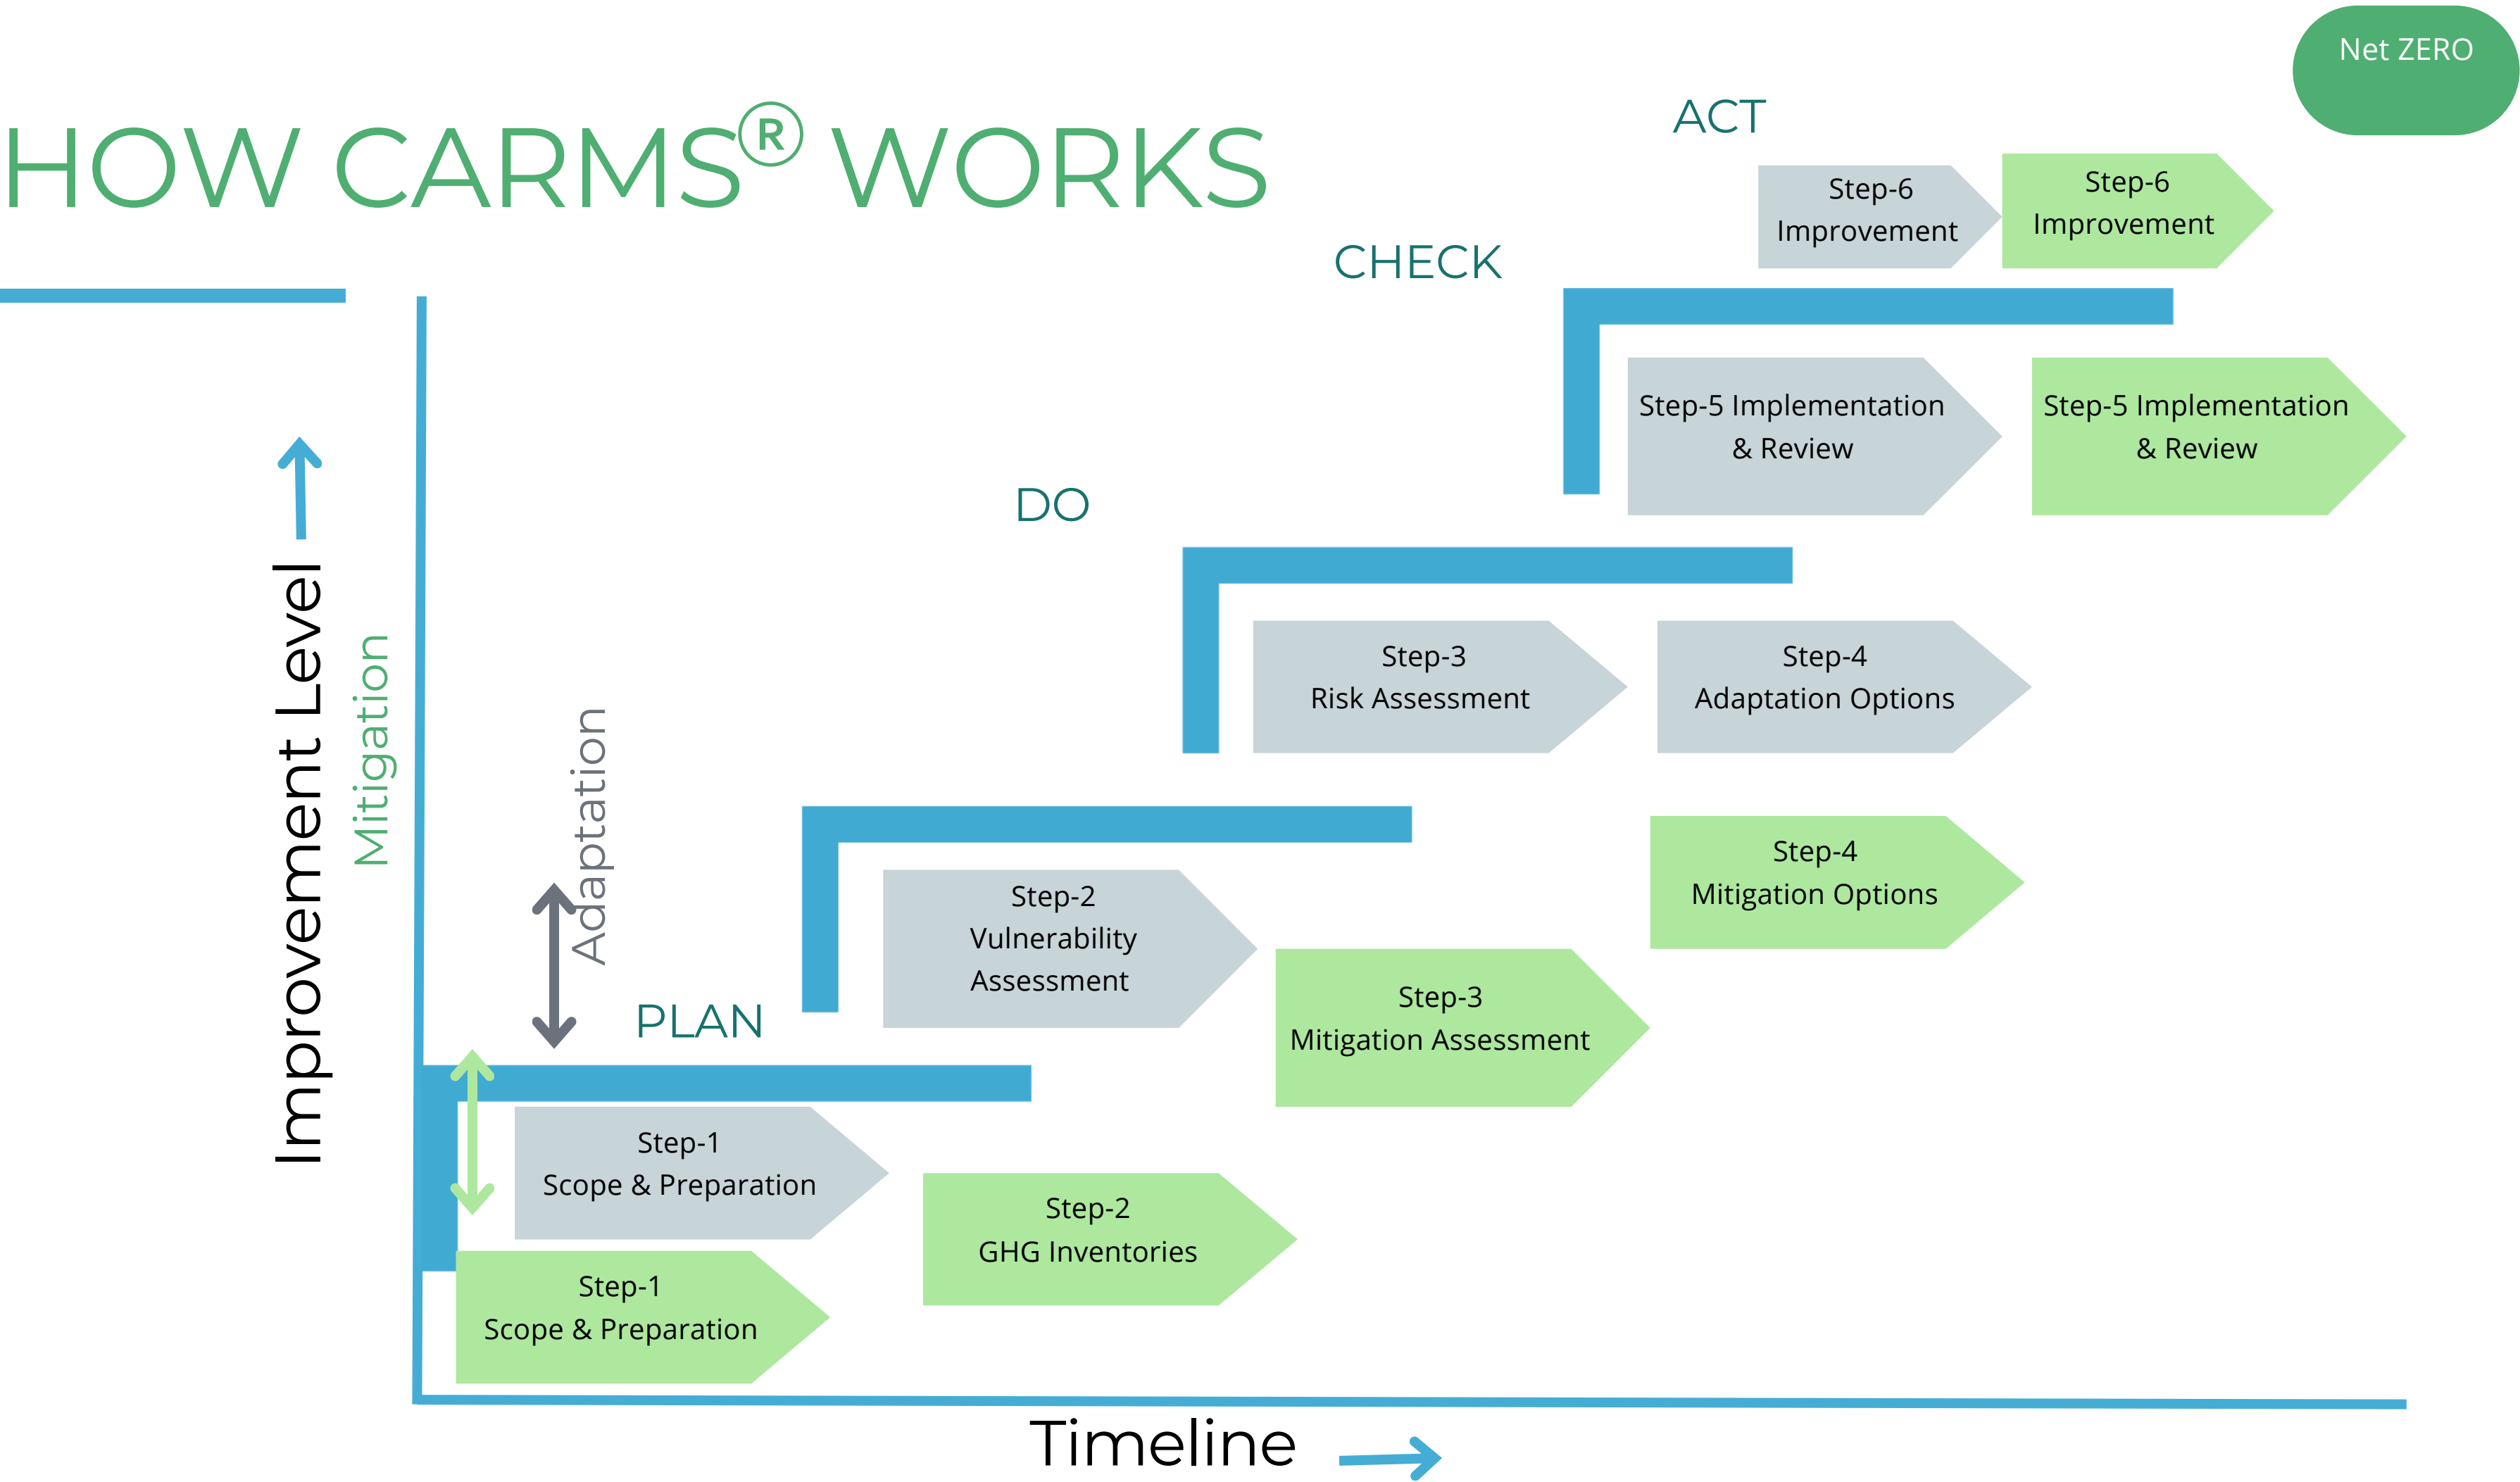 Net ZERO
HOW CARMS® WORKS
ACT
Step-6
Improvement
Step-6
Improvement
CHECK
Step-5 Implementation
& Review
Step-5 Implementation
& Review
DO
Step-3
Risk Assessment
Step-4
Adaptation Options
Improvement Level
Mitigation
Adaptation
Step-4
Mitigation Options
Step-2
Vulnerability
Assessment
Step-3
Mitigation Assessment
PLAN
Step-1
Scope & Preparation
Step-2
GHG Inventories
Step-1
Scope & Preparation
Timeline